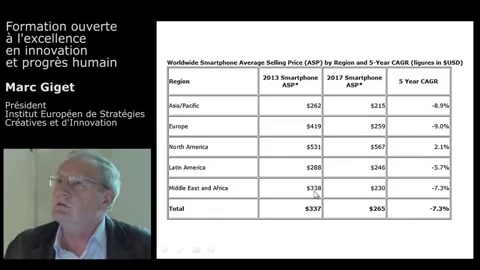 Formation ouverte
à l'excellence
en innovation
et progrès humain
Marc Giget
Président
Institut Européen de Stratégies
Créatives et d'Innovation
Worldwide Smartphone Average Selling Price (ASP) by Region and 5-Year CAGR (figures in $USD)
Region 2013 Smartphone ASP* 2017 Smartphone ASP* 5 Year CAGR
Asia/Pacific $262 $215 -8.9%
Europe $419 $259 -9.0%
North America $531 $567 2.1%
Latin America $288 $246 -5.7%
Middle East and Africa $338 $230 -7.3%
Total $337 $265 -7.3%